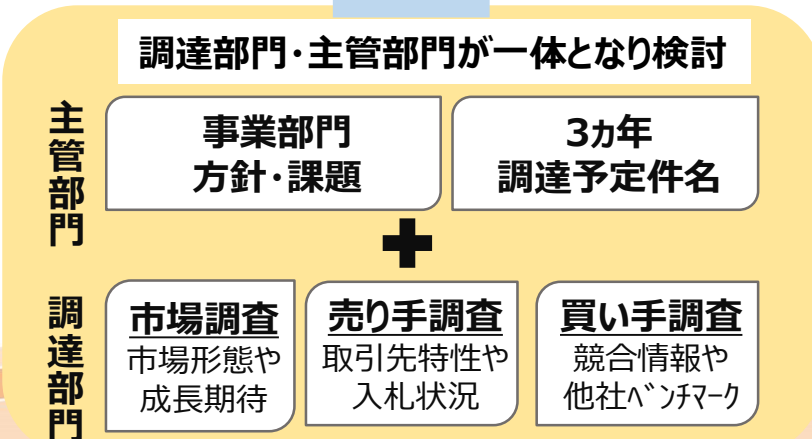 調達部門･主管部門が一体となり検討
主管部門
事業部門
方針･課題
3ヵ年
調達予定件名
+
調達部門
市場調査
市場形態や
成長期待
売り手調査
取引先特性や
入札状況
買い手調査
競合情報や
他社ﾍﾞﾝﾁﾏｰｸ